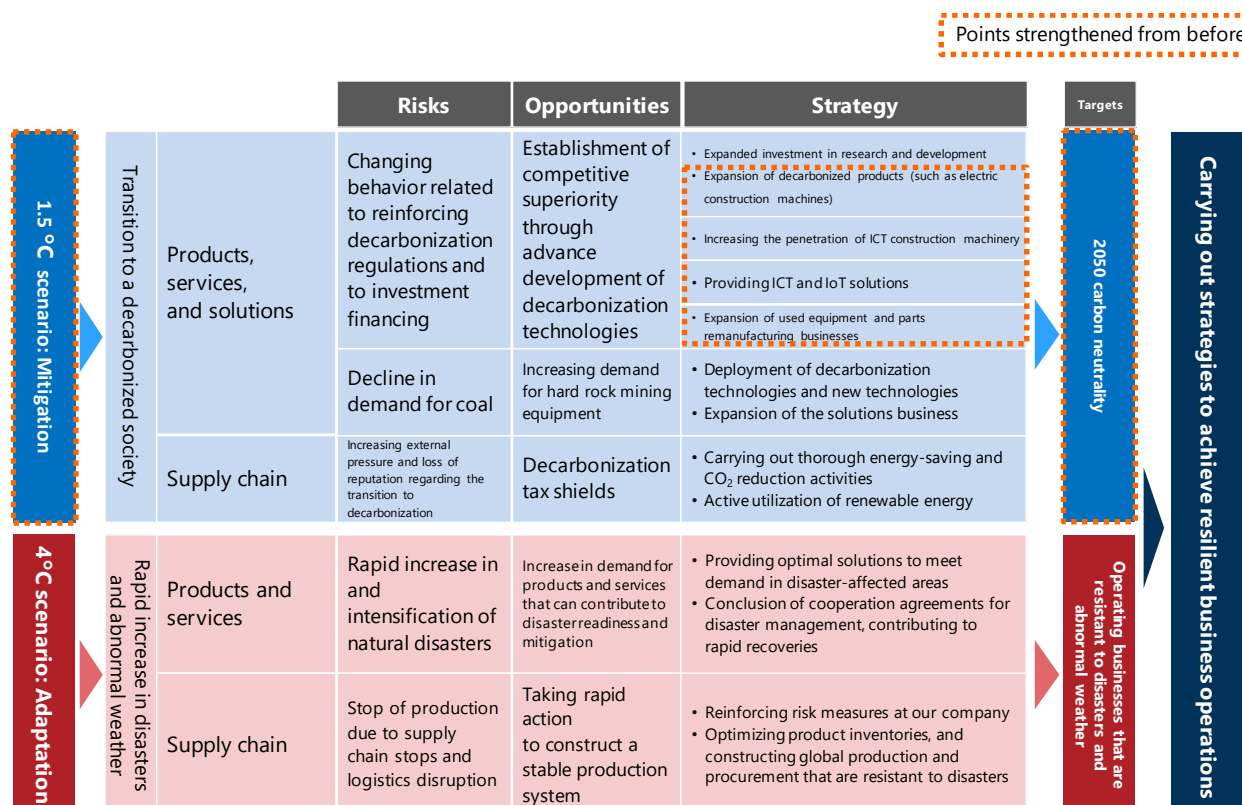 Points strengthened from before
Risks
Opportunities
Strategy
Targets
1.5 °C scenario: Mitigation
Transition to a decarbonized society
Products,
services,
and solutions
Changing
behavior related
to reinforcing
decarbonization
regulations and
to investment
financing
Establishment of
competitive
superiority
through
advance
development of
decarbonization
technologies
• Expanded investment in research and development
• Expansion of decarbonized products (such as electric
construction machines)
• Increasing the penetration of ICT construction machinery
• Providing ICT and IoT solutions
• Expansion of used equipment and parts
remanufacturing businesses
Decline in
demand for coal
Increasing demand
for hard rock mining
equipment
• Deployment of decarbonization
technologies and new technologies
• Expansion of the solutions business
Supply chain
Increasing external
pressure and loss of
reputation regarding the
transition to
decarbonization
Decarbonization
tax shields
• Carrying out thorough energy-saving and
CO₂ reduction activities
• Active utilization of renewable energy
2050 carbon neutrality
4°C scenario: Adaptation
Rapid increase in disasters
and abnormal weather
Products and
services
Rapid increase in
and
intensification of
natural disasters
Increase in demand for
products and services
that can contribute to
disaster readiness and
mitigation
• Providing optimal solutions to meet
demand in disaster-affected areas
• Conclusion of cooperation agreements for
disaster management, contributing to
rapid recoveries
Supply chain
Stop of production
due to supply
chain stops and
logistics disruption
Taking rapid
action
to construct a
stable production
system
• Reinforcing risk measures at our company
• Optimizing product inventories, and
constructing global production and
procurement that are resistant to disasters
Operating businesses that are
resistant to disasters and
abnormal weather
Carrying out strategies to achieve resilient business operations